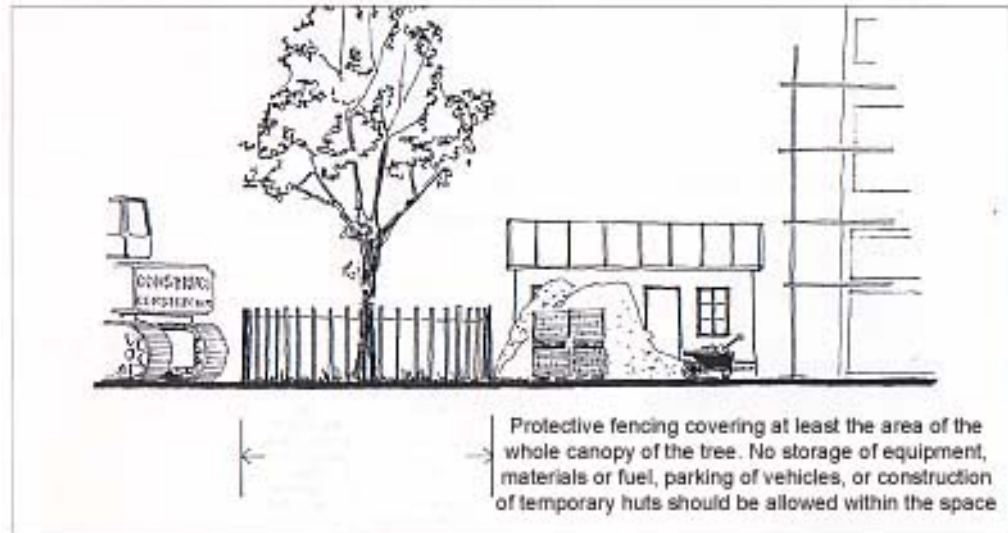 Protective fencing covering at least the area of the
whole canopy of the tree. No storage of equipment,
materials or fuel, parking of vehicles, or construction
of temporary huts should be allowed within the space